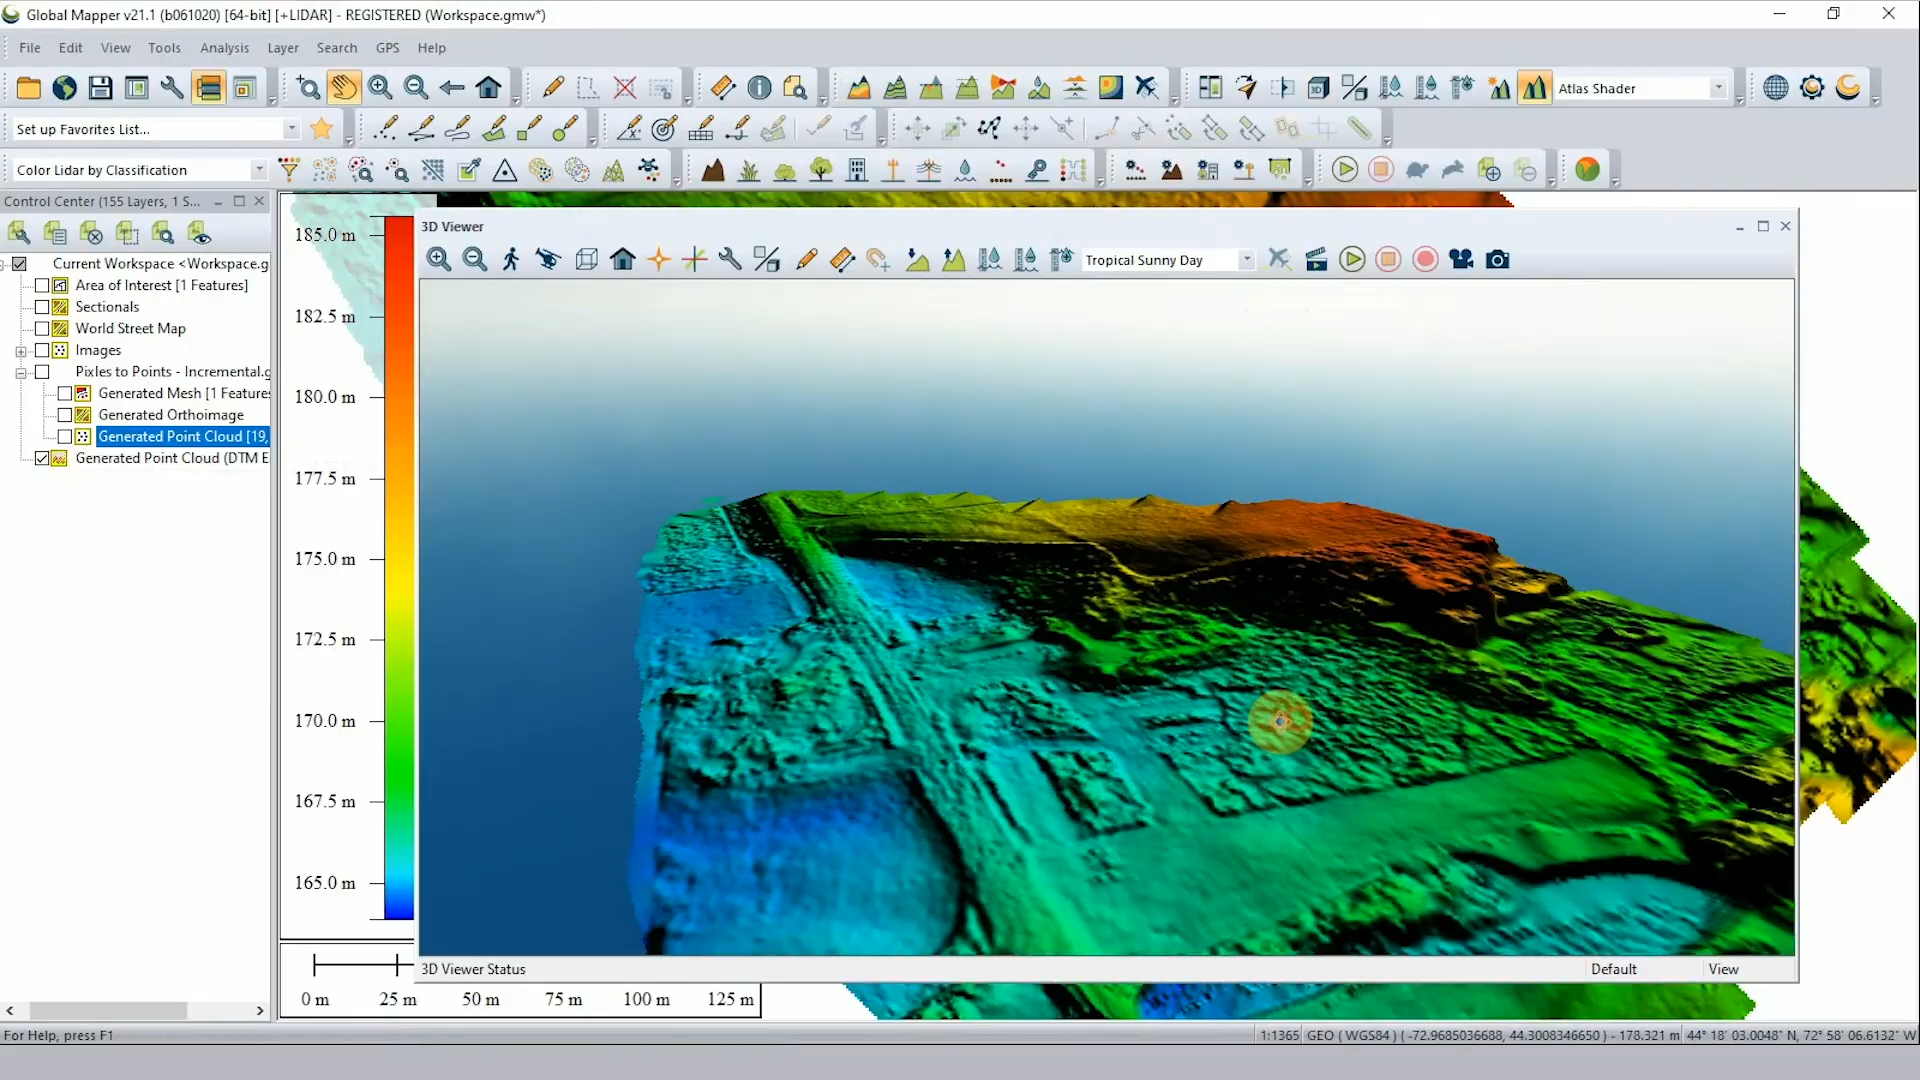 Global Mapper v21.1 (b061020) [64-bit] [+LIDAR] - REGISTERED (Workspace.gmw*)
File Edit View Tools Analysis Layer Search GPS Help
Atlas Shader
Set up Favorites List...
Color Lidar by Classification
Control Center (155 Layers, 1 S...
Current Workspace <Workspace.g
Area of Interest [1 Features]
Sectionals
World Street Map
Images
Pixles to Points - Incremental.g
Generated Mesh [1 Features
Generated Orthoimage
Generated Point Cloud [19,
Generated Point Cloud (DTM E
185.0 m
182.5 m
180.0 m
177.5 m
175.0 m
172.5 m
170.0 m
167.5 m
165.0 m
0 m 25 m 50 m 75 m 100 m 125 m
3D Viewer
Tropical Sunny Day
3D Viewer Status Default View
For Help, press F1
1:1365 GEO ( WGS84 ) ( -72.9685036688, 44.3008346650 ) - 178.321 m 44° 18' 03.0048" N, 72° 58' 06.6132" W